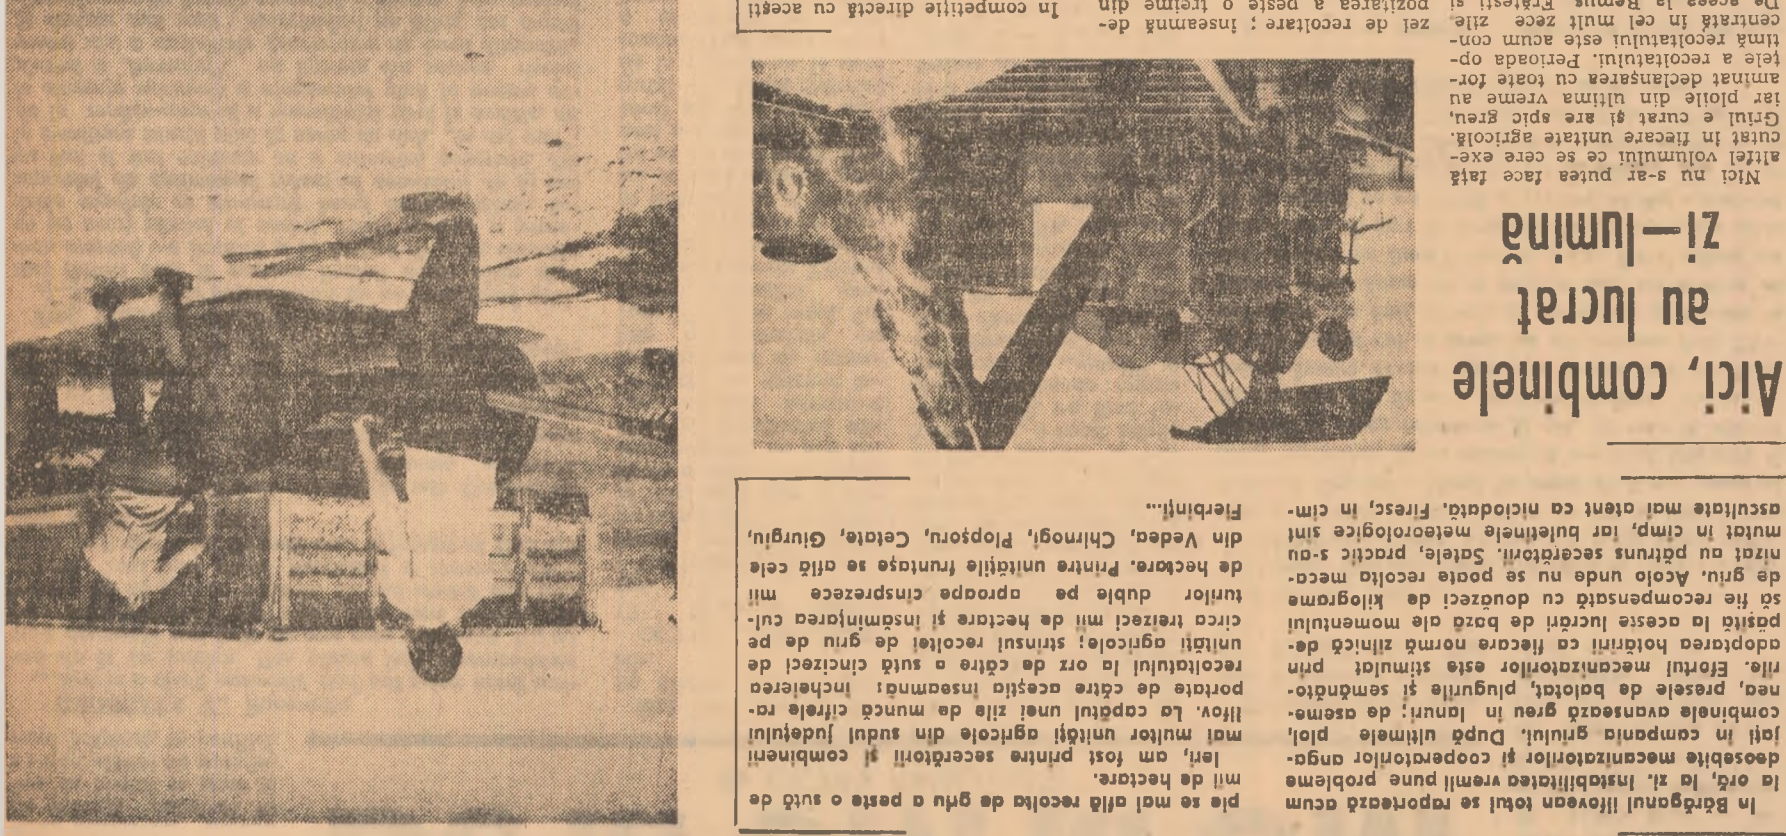 In Bărăganul ilfovean totul se raportează acum
la oră, la zi. Instabilitatea vremii pune probleme
deosebite mecanizatorilor și cooperatorilor anga-
jați în campania griului. După ultimele ploi,
combinele avansează greu în lanuri; de aseme-
nea, presele de balotat, plugurile și semănăto-
rile. Efortul mecanizatorilor este stimulat prin
adoptarea hotăririi ca fiecare normă zilnică de-
pășită la aceste lucrări de bază ale momentului
să fie recompensată cu douăzeci de kilograme
de griu. Acolo unde nu se poate recolta meca-
nizat au pătruns secerătorii. Satele, practic s-au
mutat în cîmp, iar buletinele meteorologice sînt
ascultate mai atent ca niciodată. Firesc, în cîm-
pie se mai află recolta de grîu a peste o sută de
mii de hectare.
Ieri, am fost printre secerătorii și combinerii
mai multor unități agricole din sudul județului
Ilfov. La capătul unei zile de muncă cifrele ra-
portate de către aceștia înseamnă: încheierea
recoltatului la orz de către o sută cincizeci de
unități agricole; strînsul recoltei de grîu de pe
circa treizeci mii de hectare și însămînțarea cul-
turilor duble pe aproape cinsprezece mii
de hectare. Printre unitățile fruntașe se află cele
din Vedea, Chirnogi, Plopșoru, Cetate, Giurgiu,
Fierbinți...
Aici, combinele
au lucrat
zi—lumină
Nici nu s-ar putea face față
altfel volumului ce se cere exe-
cutat în fiecare unitate agricolă.
Grîul e curat și are spic greu,
iar ploile din ultima vreme au
aminat declanșarea cu toate for-
țele a recoltatului. Perioada op-
timă recoltatului este acum con-
centrată în cel mult zece zile.
De aceea la Remus, Frătești și
zel de recoltare ; înseamnă de-
pozitarea a peste o treime din
In competiție directă cu acești